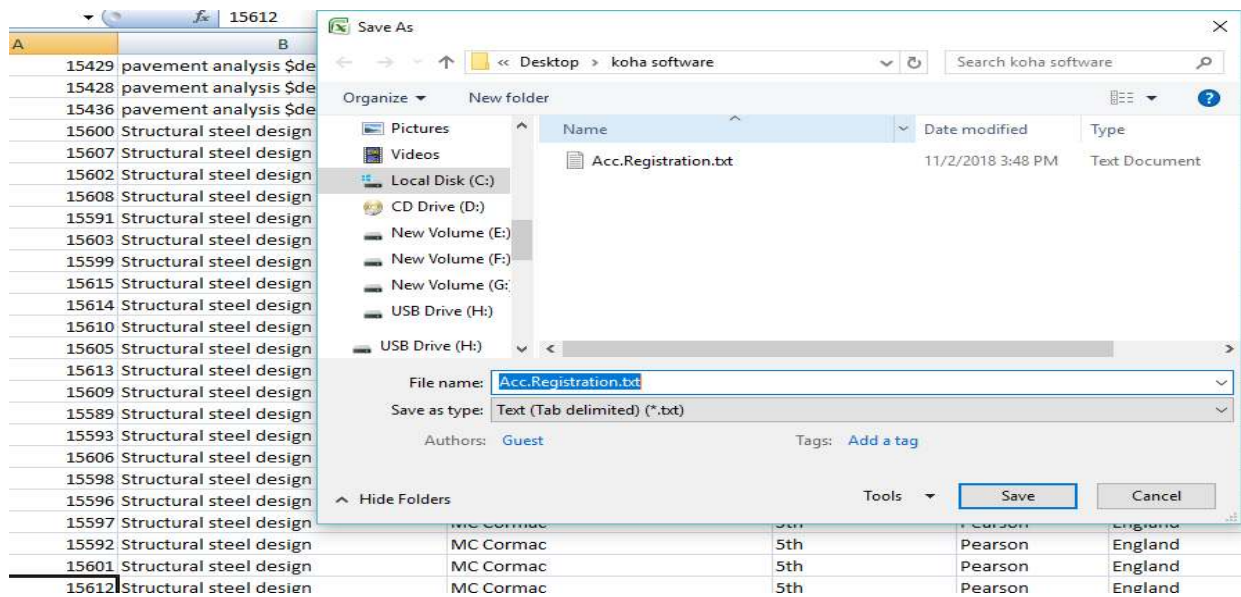 fx 15612
A B
15429 pavement analysis $de
15428 pavement analysis $de
15436 pavement analysis $de
15600 Structural steel design
15607 Structural steel design
15602 Structural steel design
15608 Structural steel design
15591 Structural steel design
15603 Structural steel design
15599 Structural steel design
15615 Structural steel design
15614 Structural steel design
15610 Structural steel design
15605 Structural steel design
15613 Structural steel design
15609 Structural steel design
15589 Structural steel design
15593 Structural steel design
15606 Structural steel design
15598 Structural steel design
15596 Structural steel design
15597 Structural steel design MC Cormac 5th Pearson England
15592 Structural steel design MC Cormac 5th Pearson England
15601 Structural steel design MC Cormac 5th Pearson England
15612 Structural steel design MC Cormac 5th Pearson England
Save As
« Desktop › koha software
Search koha software
Organize New folder
Name Date modified Type
Acc.Registration.txt 11/2/2018 3:48 PM Text Document
Pictures
Videos
Local Disk (C:)
CD Drive (D:)
New Volume (E:)
New Volume (F:)
New Volume (G:
USB Drive (H:)
USB Drive (H:)
File name: Acc.Registration.txt
Save as type: Text (Tab delimited) (*.txt)
Authors: Guest Tags: Add a tag
Hide Folders Tools Save Cancel